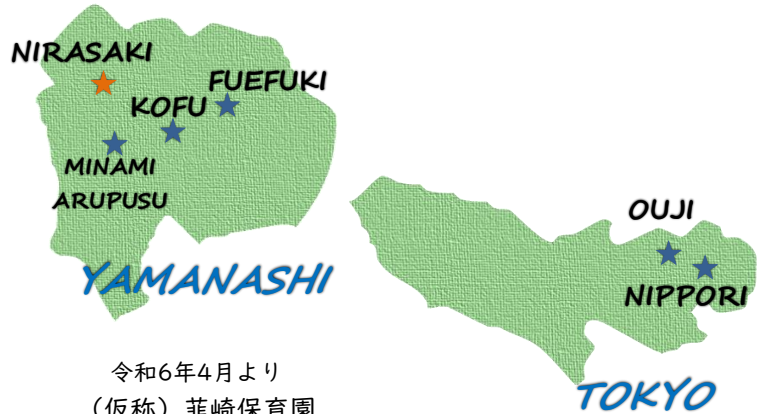 NIRASAKI
FUEFUKI
KOFU
MINAMI
ARUPUSU
YAMANASHI
OUJI
NIPPORI
TOKYO
令和6年4月より
（仮称）韮崎保育園